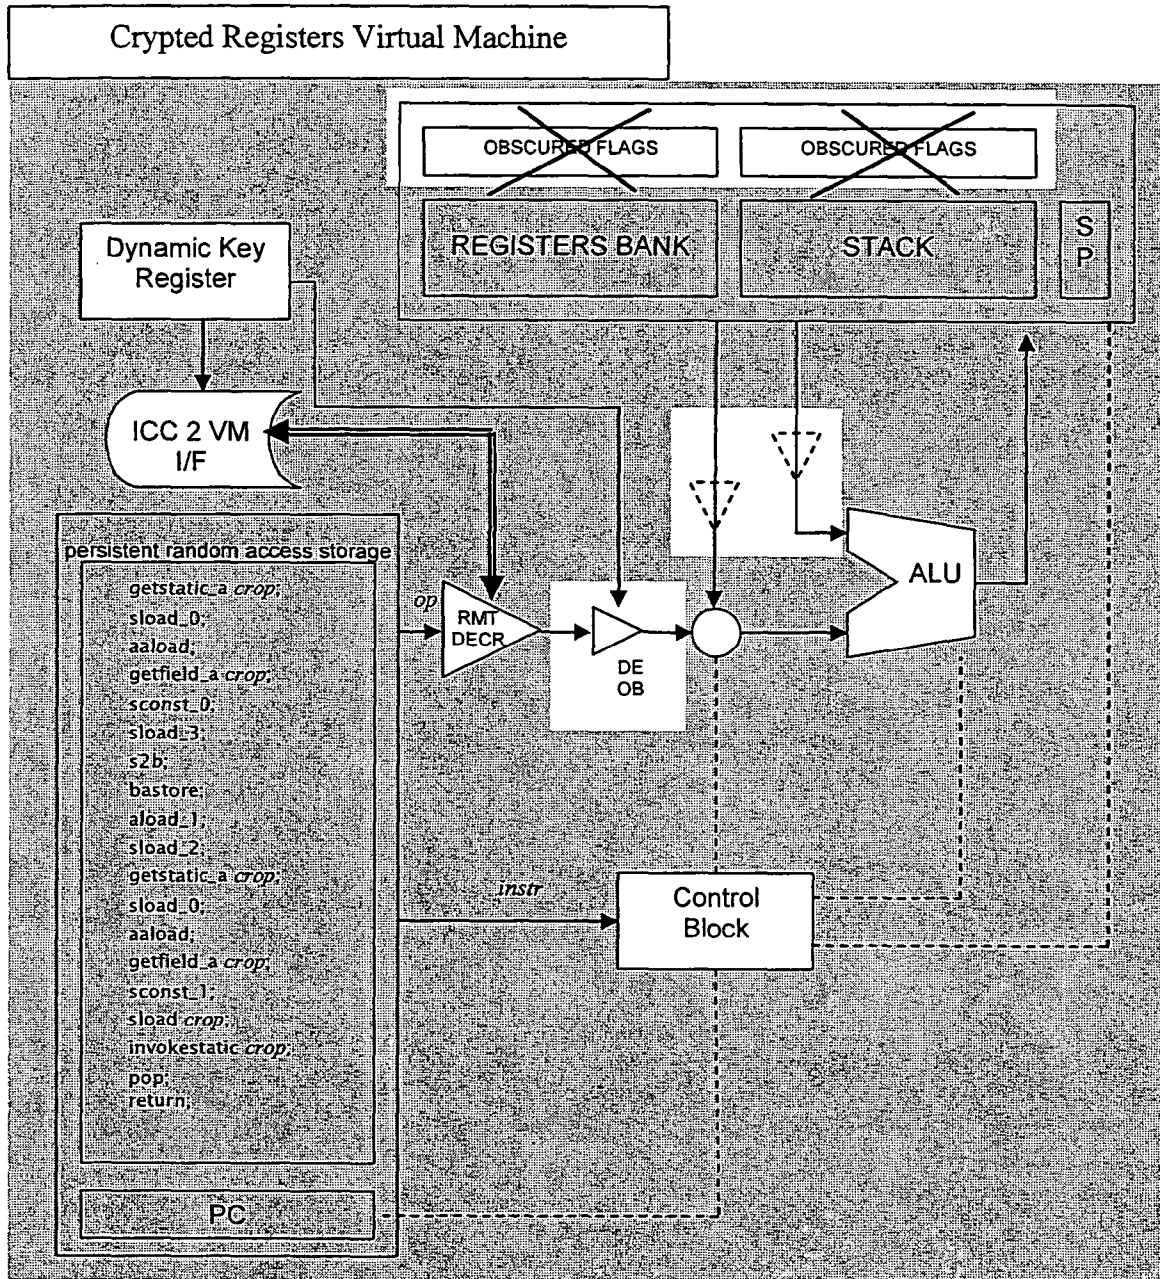 Crypted Registers Virtual Machine
OBSCURED FLAGS
OBSCURED FLAGS
REGISTERS BANK
STACK
S
P
Dynamic Key
Register
ICC 2 VM
I/F
persistent random access storage
getstatic_a crop;
sload_0;
aaload;
getfield_a crop;
sconst_0;
sload_3;
s2b;
bastore;
aload_1;
sload_2;
getstatic_a crop;
sload_0;
aaload;
getfield_a crop;
sconst_1;
sload crop;
invokestatic crop;
pop;
return;
PC
op
RMT
DECR
DE
OB
ALU
instr
Control
Block